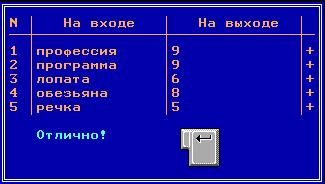 N На входе На выходе
1 профессия 9 +
2 программа 9 +
3 лопата 6 +
4 обезьяна 8 +
5 речка 5 +
Отлично!